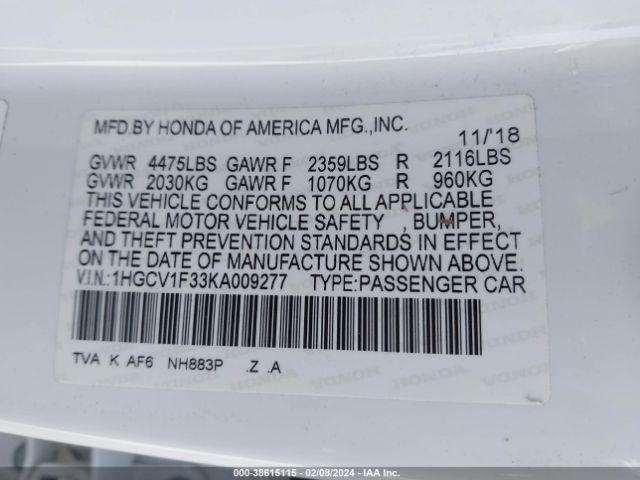 MFD.BY HONDA OF AMERICA MFG.,INC. 11/'18
GVWR 4475LBS GAWR F 2359LBS R 2116LBS
GVWR 2030KG GAWR F 1070KG R 960KG
THIS VEHICLE CONFORMS TO ALL APPLICABLE
FEDERAL MOTOR VEHICLE SAFETY , BUMPER,
AND THEFT PREVENTION STANDARDS IN EFFECT
ON THE DATE OF MANUFACTURE SHOWN ABOVE.
V.I.N.:1HGCV1F33KA009277 TYPE:PASSENGER CAR
TVA K AF6 NH883P .Z .A
000-38615115 - 02/08/2024 - IAAI.COM